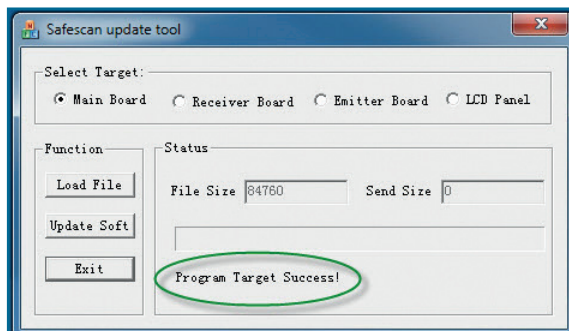 Safescan update tool
Select Target:
Main Board Receiver Board Emitter Board LCD Panel
Function
Status
Load File
File Size 84760 Send Size 0
Update Soft
Exit
Program Target Success!